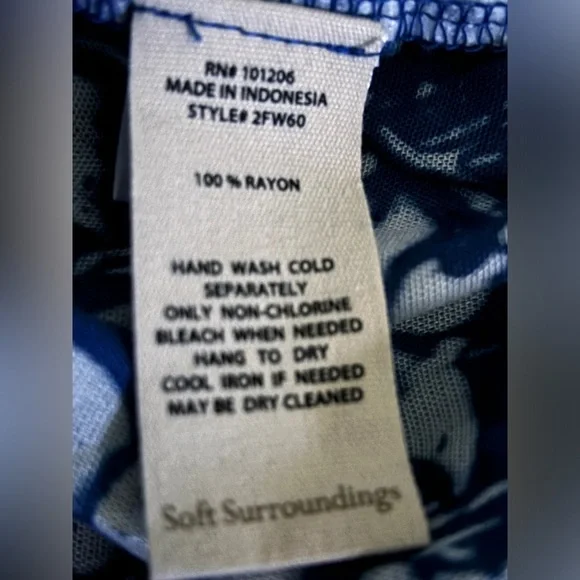 RN# 101206
MADE IN INDONESIA
STYLE# 2FW60
100 % RAYON
HAND WASH COLD
SEPARATELY
ONLY NON-CHLORINE
BLEACH WHEN NEEDED
HANG TO DRY
COOL IRON IF NEEDED
MAY BE DRY CLEANED
Soft Surroundings